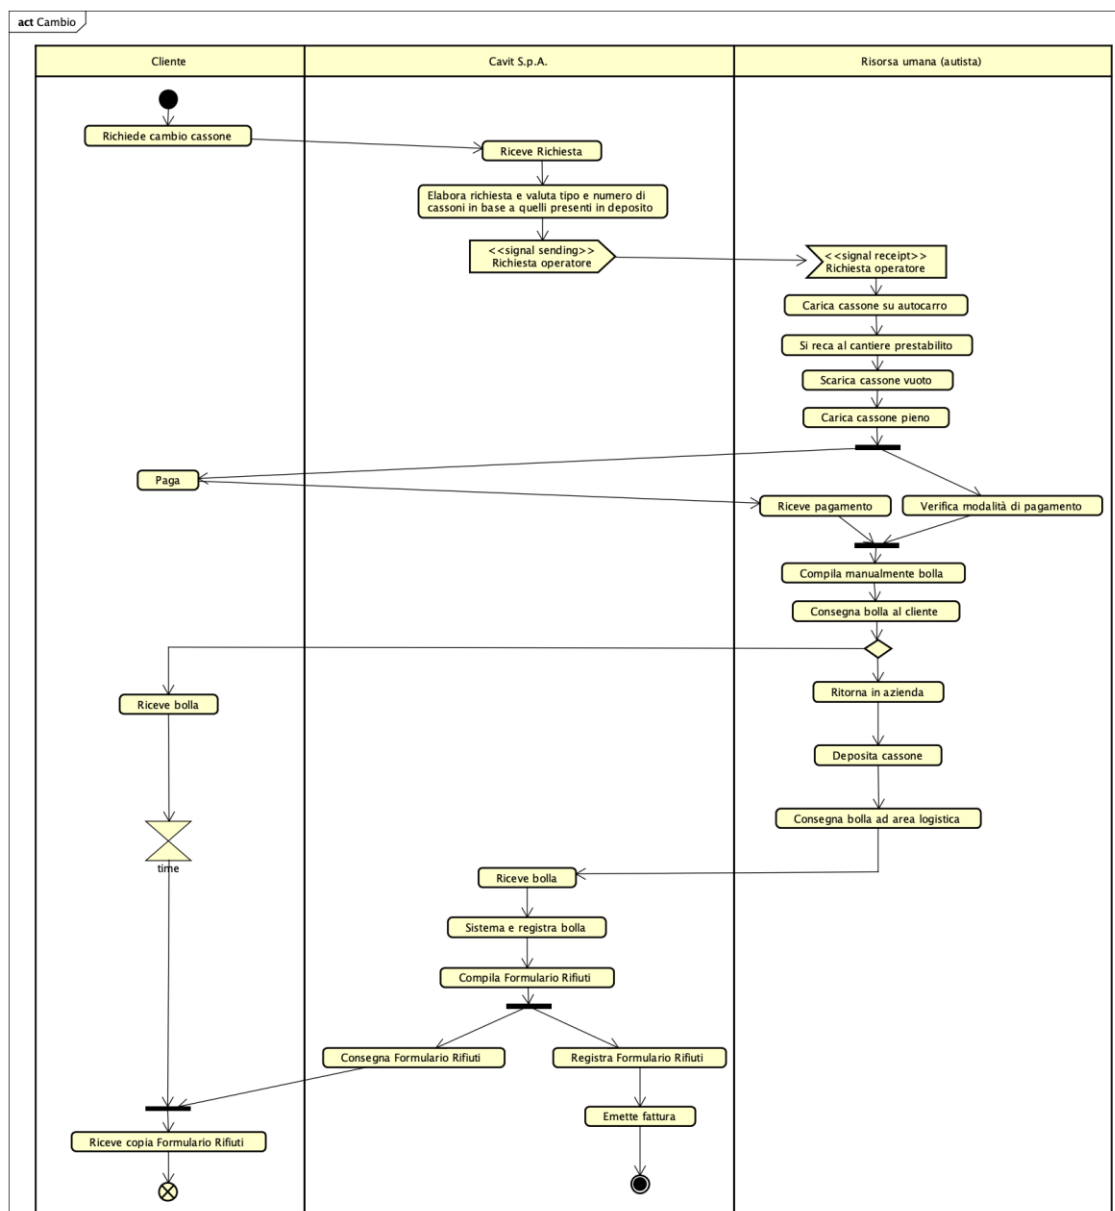 act Cambio
Cliente
Cavit S.p.A.
Risorsa umana (autista)
Richiede cambio cassone
Riceve Richiesta
Elabora richiesta e valuta tipo e numero di
cassoni in base a quelli presenti in deposito
<<signal sending>>
Richiesta operatore
<<signal receipt>>
Richiesta operatore
Carica cassone su autocarro
Si reca al cantiere prestabilito
Scarica cassone vuoto
Carica cassone pieno
Paga
Riceve pagamento
Verifica modalità di pagamento
Compila manualmente bolla
Consegna bolla al cliente
Ritorna in azienda
Riceve bolla
Deposita cassone
Consegna bolla ad area logistica
time
Riceve bolla
Sistema e registra bolla
Compila Formulario Rifiuti
Consegna Formulario Rifiuti
Registra Formulario Rifiuti
Emette fattura
Riceve copia Formulario Rifiuti